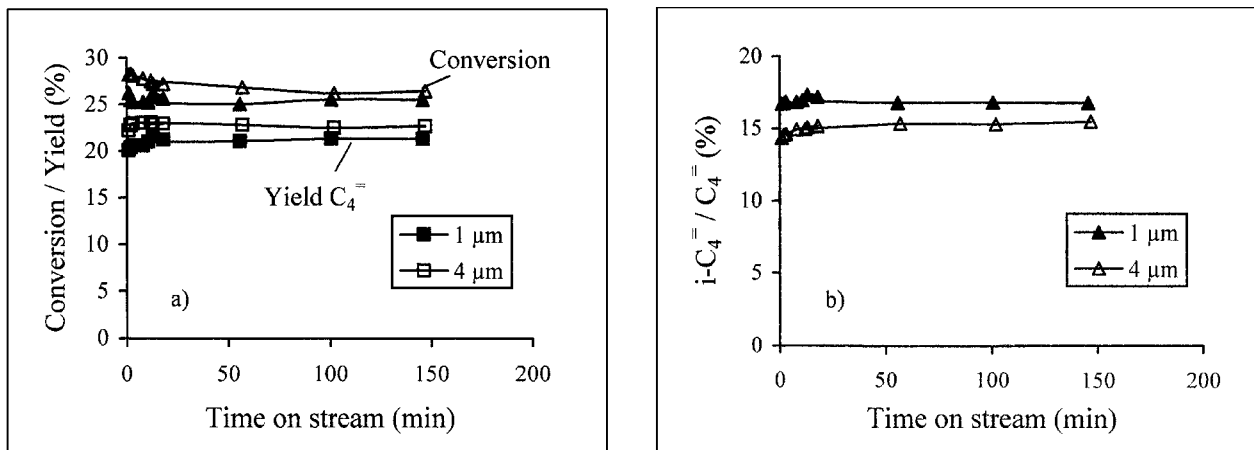 Conversion / Yield (%)
30
25
20
15
10
5
0
Conversion
Yield C₄⁼
1 µm
4 µm
a)
0 50 100 150 200
Time on stream (min)
i-C₄⁼ / C₄⁼ (%)
20
15
10
5
0
1 µm
4 µm
b)
0 50 100 150 200
Time on stream (min)